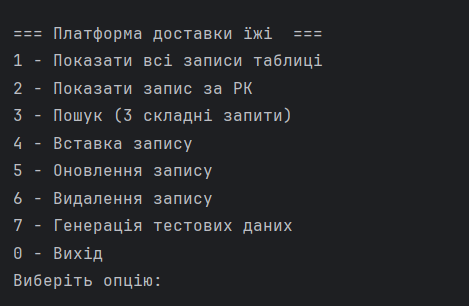 === Платформа доставки їжі  ===
1 - Показати всі записи таблиці
2 - Показати запис за PK
3 - Пошук (3 складні запити)
4 - Вставка запису
5 - Оновлення запису
6 - Видалення запису
7 - Генерація тестових даних
0 - Вихід
Виберіть опцію: